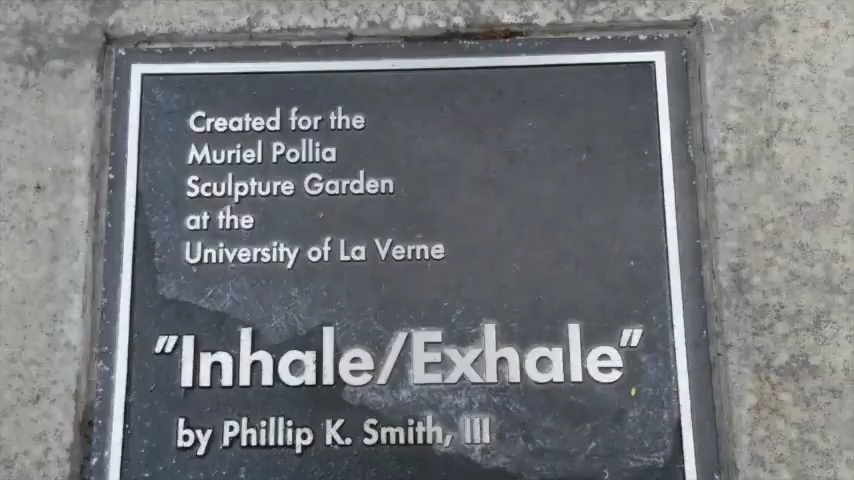 Created for the
Muriel Pollia
Sculpture Garden
at the
University of La Verne
"Inhale/Exhale"
by Phillip K. Smith, III